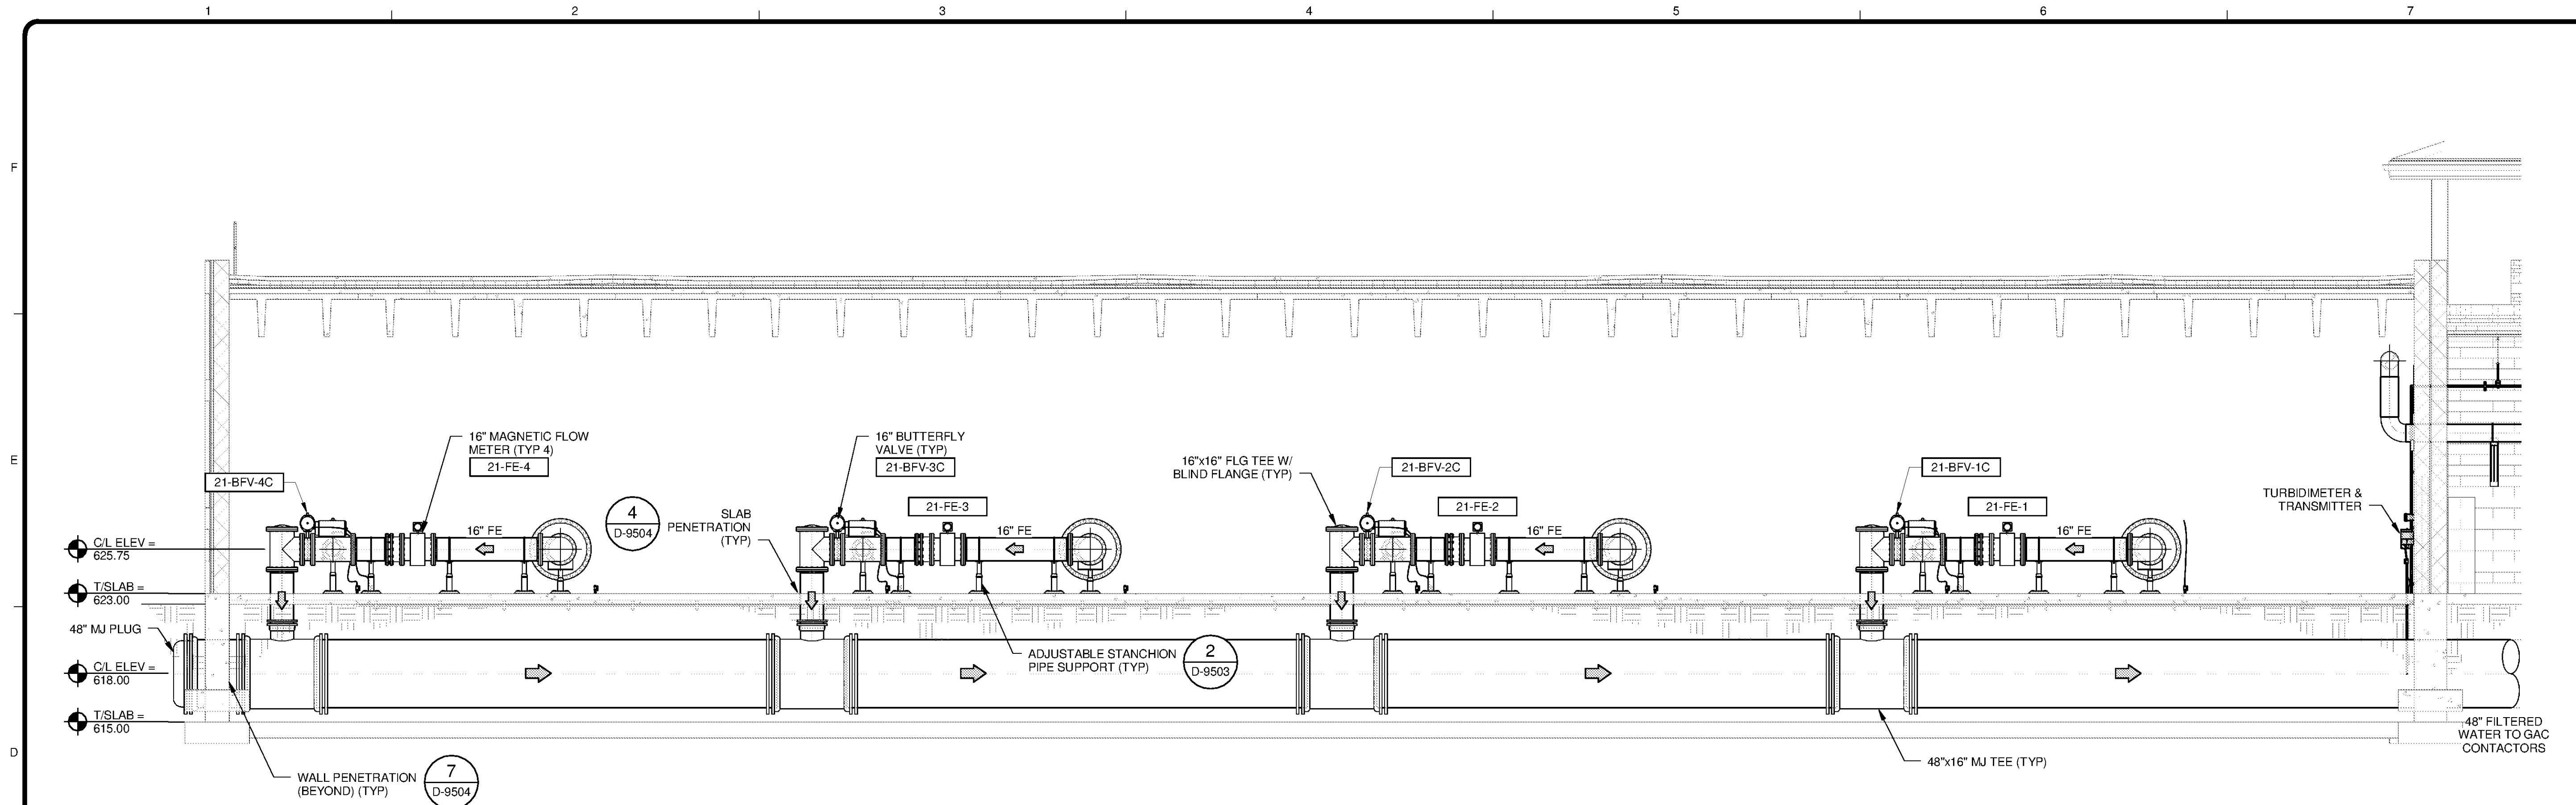 1 2 3 4 5 6 7
F
E
D
16" MAGNETIC FLOW
METER (TYP 4)
21-FE-4
21-BFV-4C
16" FE
4
D-9504
SLAB
PENETRATION
(TYP)
16" BUTTERFLY
VALVE (TYP)
21-BFV-3C
21-FE-3
16" FE
16"x16" FLG TEE W/
BLIND FLANGE (TYP)
21-BFV-2C
21-FE-2
16" FE
21-BFV-1C
21-FE-1
16" FE
TURBIDIMETER &
TRANSMITTER
C/L ELEV =
625.75
T/SLAB =
623.00
48" MJ PLUG
C/L ELEV =
618.00
T/SLAB =
615.00
ADJUSTABLE STANCHION
PIPE SUPPORT (TYP)
2
D-9503
WALL PENETRATION
(BEYOND) (TYP)
7
D-9504
48"x16" MJ TEE (TYP)
48" FILTERED
WATER TO GAC
CONTACTORS